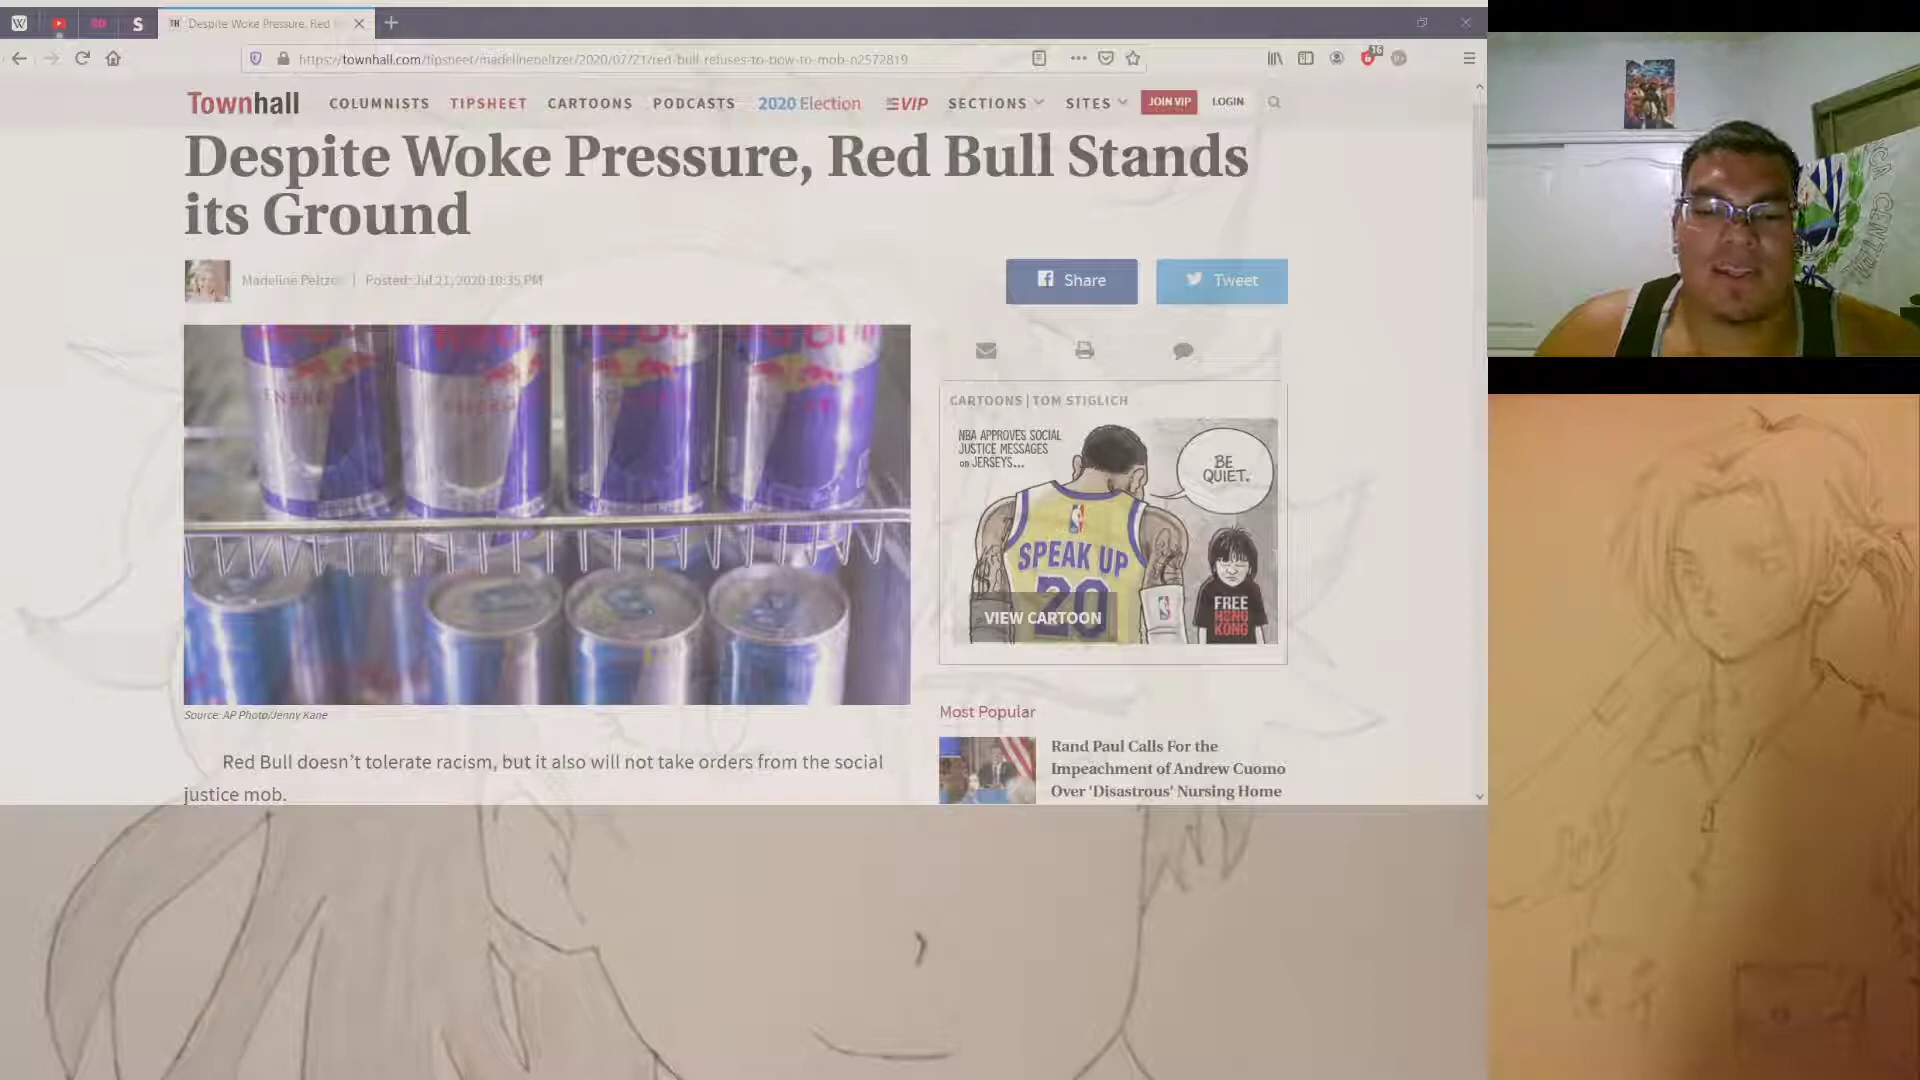 W
S
TH Despite Woke Pressure, Red
https://townhall.com/tipsheet/madelinepeltzer/2020/07/21/red-bull-refuses-to-bow-to-mob-n2572819
16
Townhall
COLUMNISTS
TIPSHEET
CARTOONS
PODCASTS
2020 Election
VIP
SECTIONS
SITES
JOIN VIP
LOGIN
Despite Woke Pressure, Red Bull Stands
its Ground
Madeline Peltzer | Posted: Jul 21, 2020 10:35 PM
Share
Tweet
CARTOONS | TOM STIGLICH
NBA APPROVES SOCIAL
JUSTICE MESSAGES
on JERSEYS...
BE
QUIET.
SPEAK UP
20
FREE
HONG
KONG
VIEW CARTOON
Source: AP Photo/Jenny Kane
Most Popular
Rand Paul Calls For the
Impeachment of Andrew Cuomo
Over 'Disastrous' Nursing Home
Red Bull doesn’t tolerate racism, but it also will not take orders from the social
justice mob.